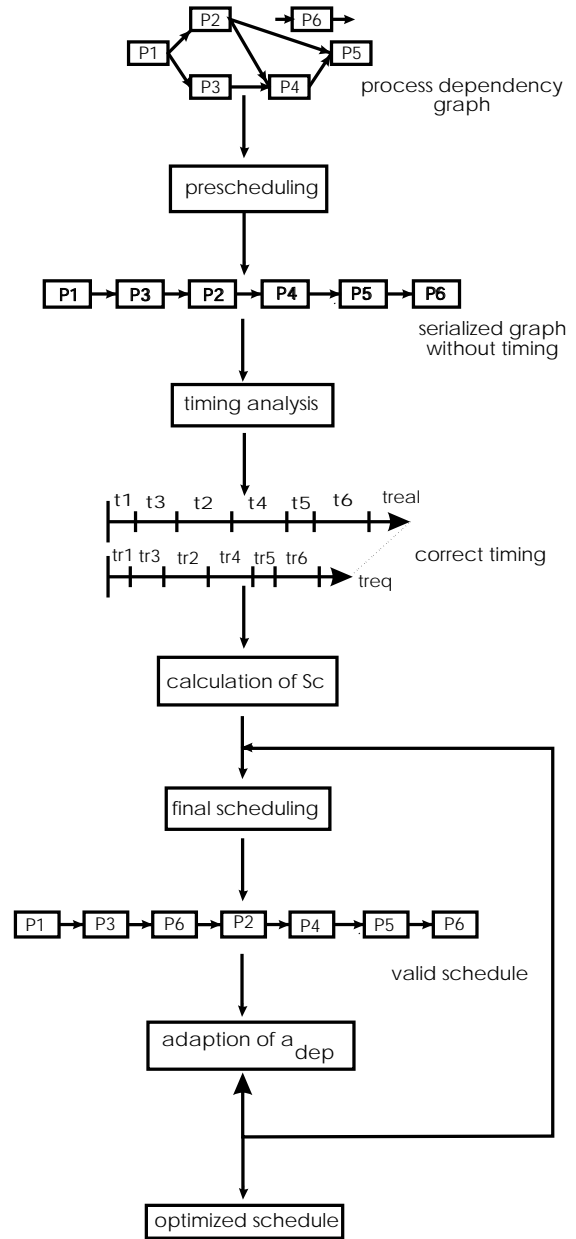 P2 P6
P1 P5
P3 P4
process dependency
graph
prescheduling
P1 P3 P2 P4 P5 P6
serialized graph
without timing
timing analysis
t1 t3 t2 t4 t5 t6 treal
correct timing
tr1 tr3 tr2 tr4 tr5 tr6 treq
calculation of Sc
final scheduling
P1 P3 P6 P2 P4 P5 P6
valid schedule
adaption of a dep
optimized schedule